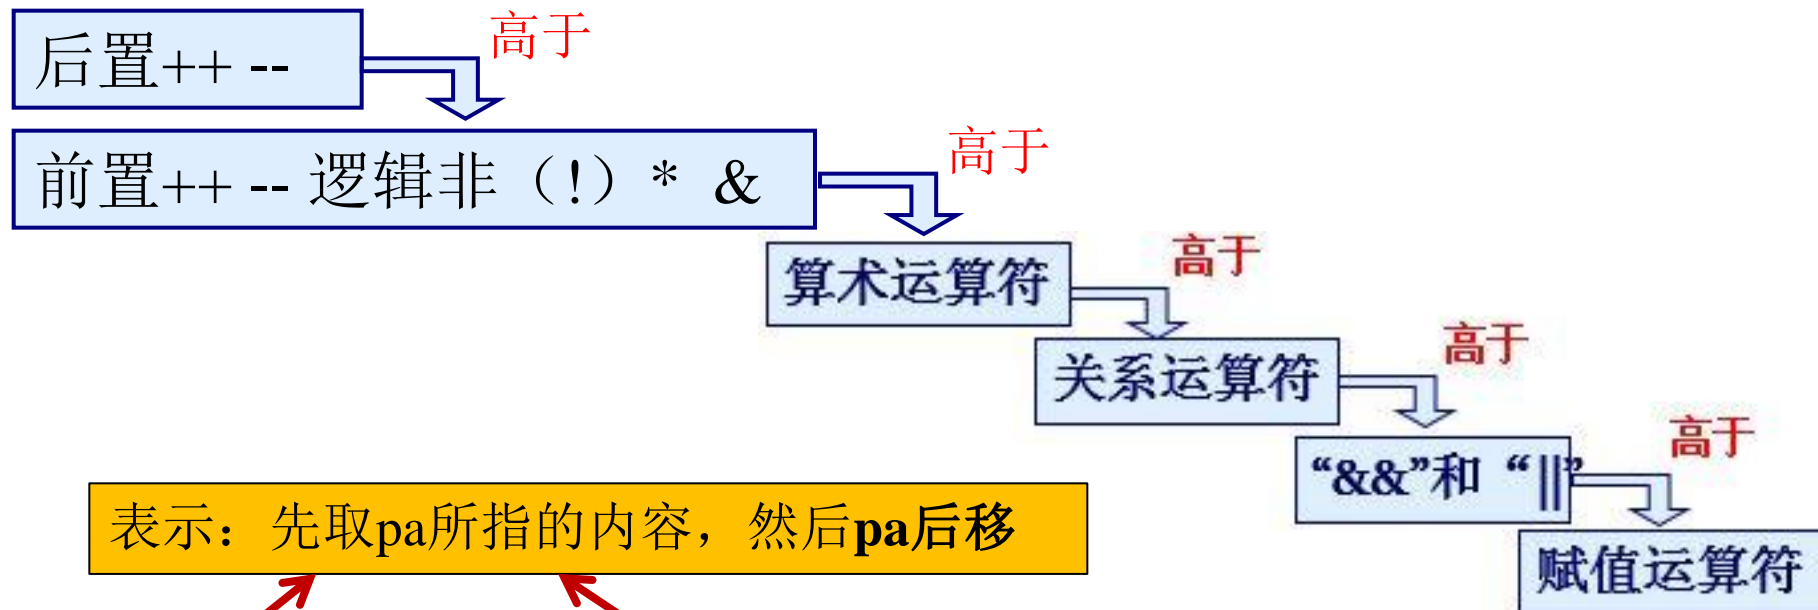 后置++ --
高于
前置++ -- 逻辑非（!）* &
高于
算术运算符
高于
关系运算符
高于
“&&”和“||”
高于
赋值运算符
表示：先取pa所指的内容，然后pa后移